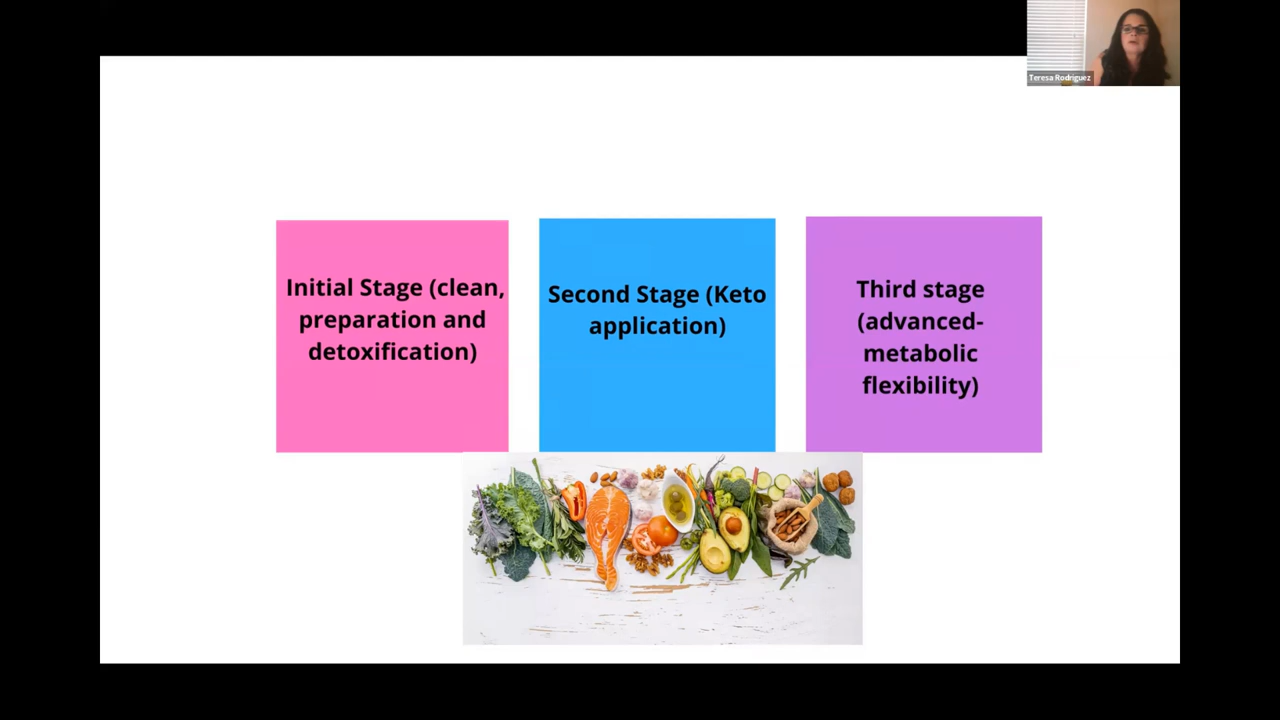 Teresa Rodriguez
Initial Stage (clean,
preparation and
detoxification)
Second Stage (Keto
application)
Third stage
(advanced-
metabolic
flexibility)